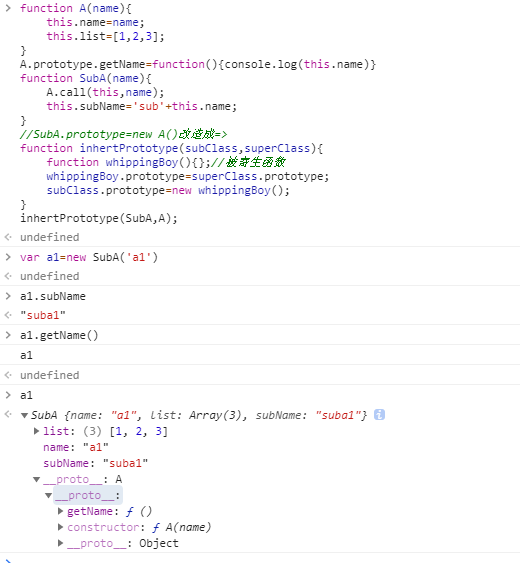 function A(name){
this.name=name;
this.list=[1,2,3];
}
A.prototype.getName=function(){console.log(this.name)}
function SubA(name){
A.call(this,name);
this.subName='sub'+this.name;
}
//SubA.prototype=new A()改造成=>
function inhertPrototype(subClass,superClass){
function whippingBoy(){};//被寄生函数
whippingBoy.prototype=superClass.prototype;
subClass.prototype=new whippingBoy();
}
inhertPrototype(SubA,A);
undefined
var a1=new SubA('a1')
undefined
a1.subName
"suba1"
a1.getName()
a1
undefined
a1
SubA {name: "a1", list: Array(3), subName: "suba1"}
list: (3) [1, 2, 3]
name: "a1"
subName: "suba1"
__proto__: A
__proto__:
getName: ƒ ()
constructor: ƒ A(name)
__proto__: Object